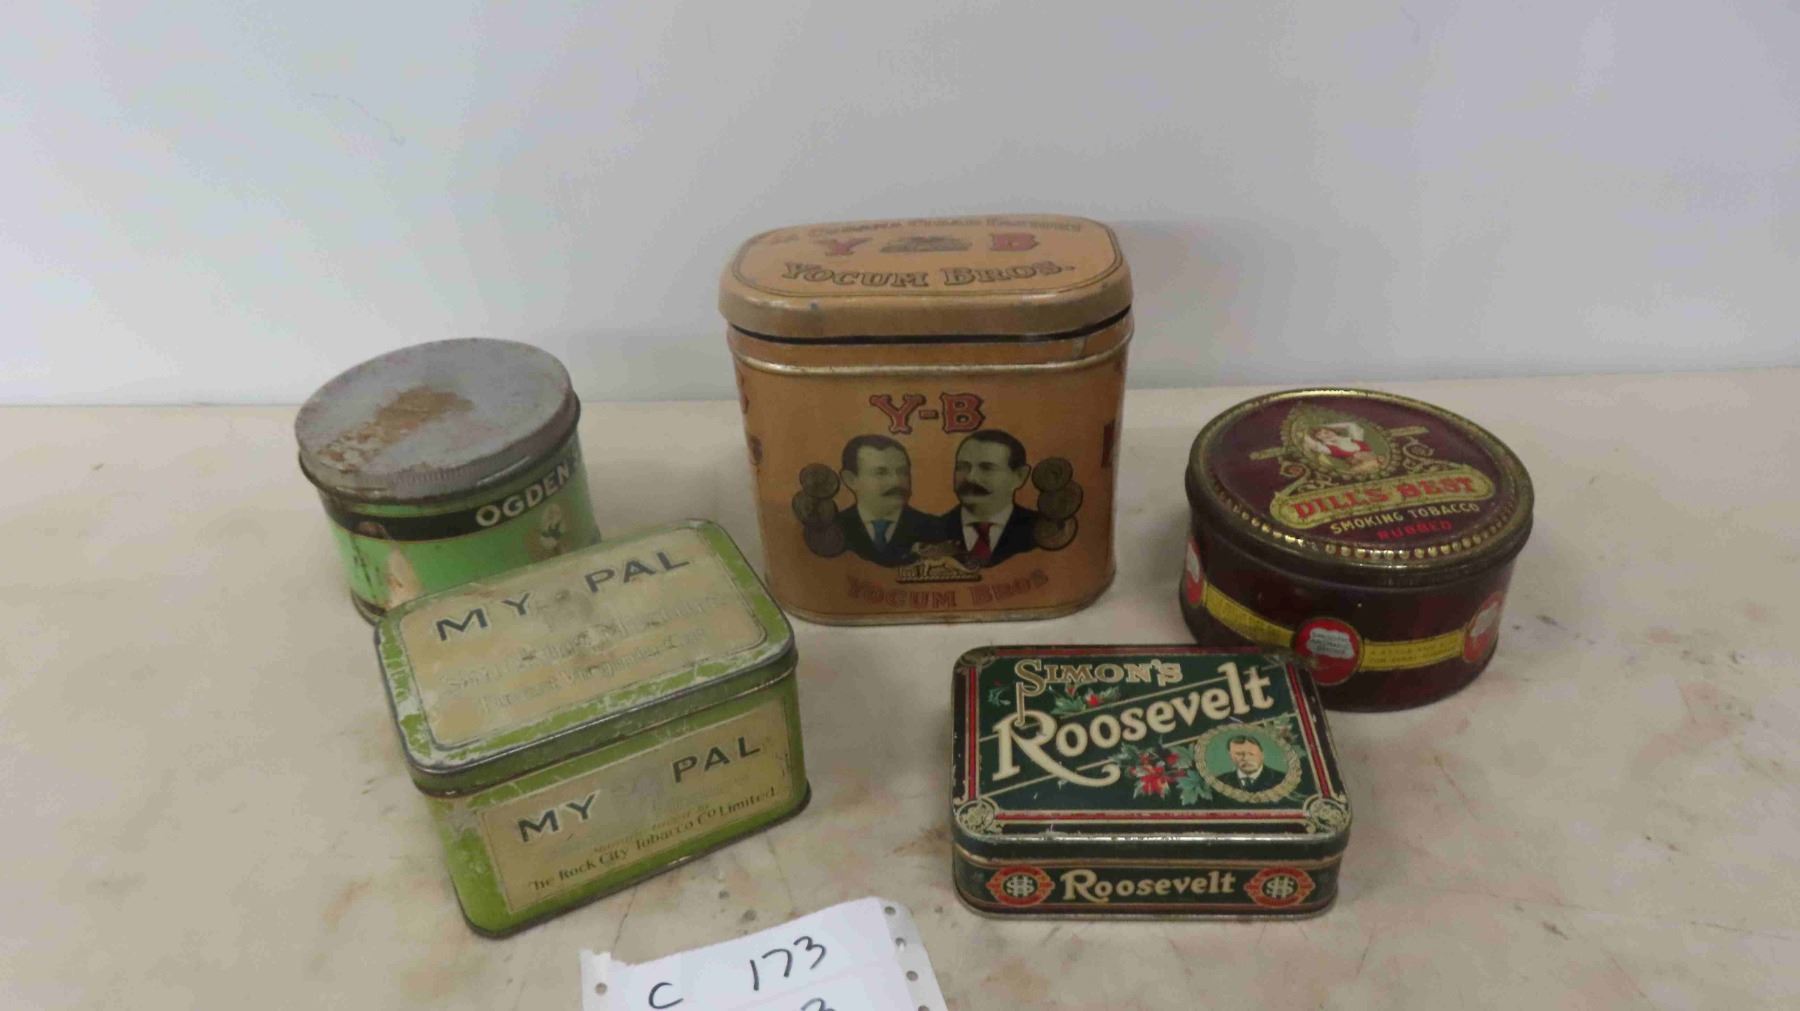 Y B
YOCUM BROS.
Y-B
YOCUM BROS
OGDEN
MY PAL
MY PAL
The Rock City Tobacco Co Limited
DILL'S BEST
SMOKING TOBACCO
RUBBED
SIMON'S
Roosevelt
Roosevelt
C 173